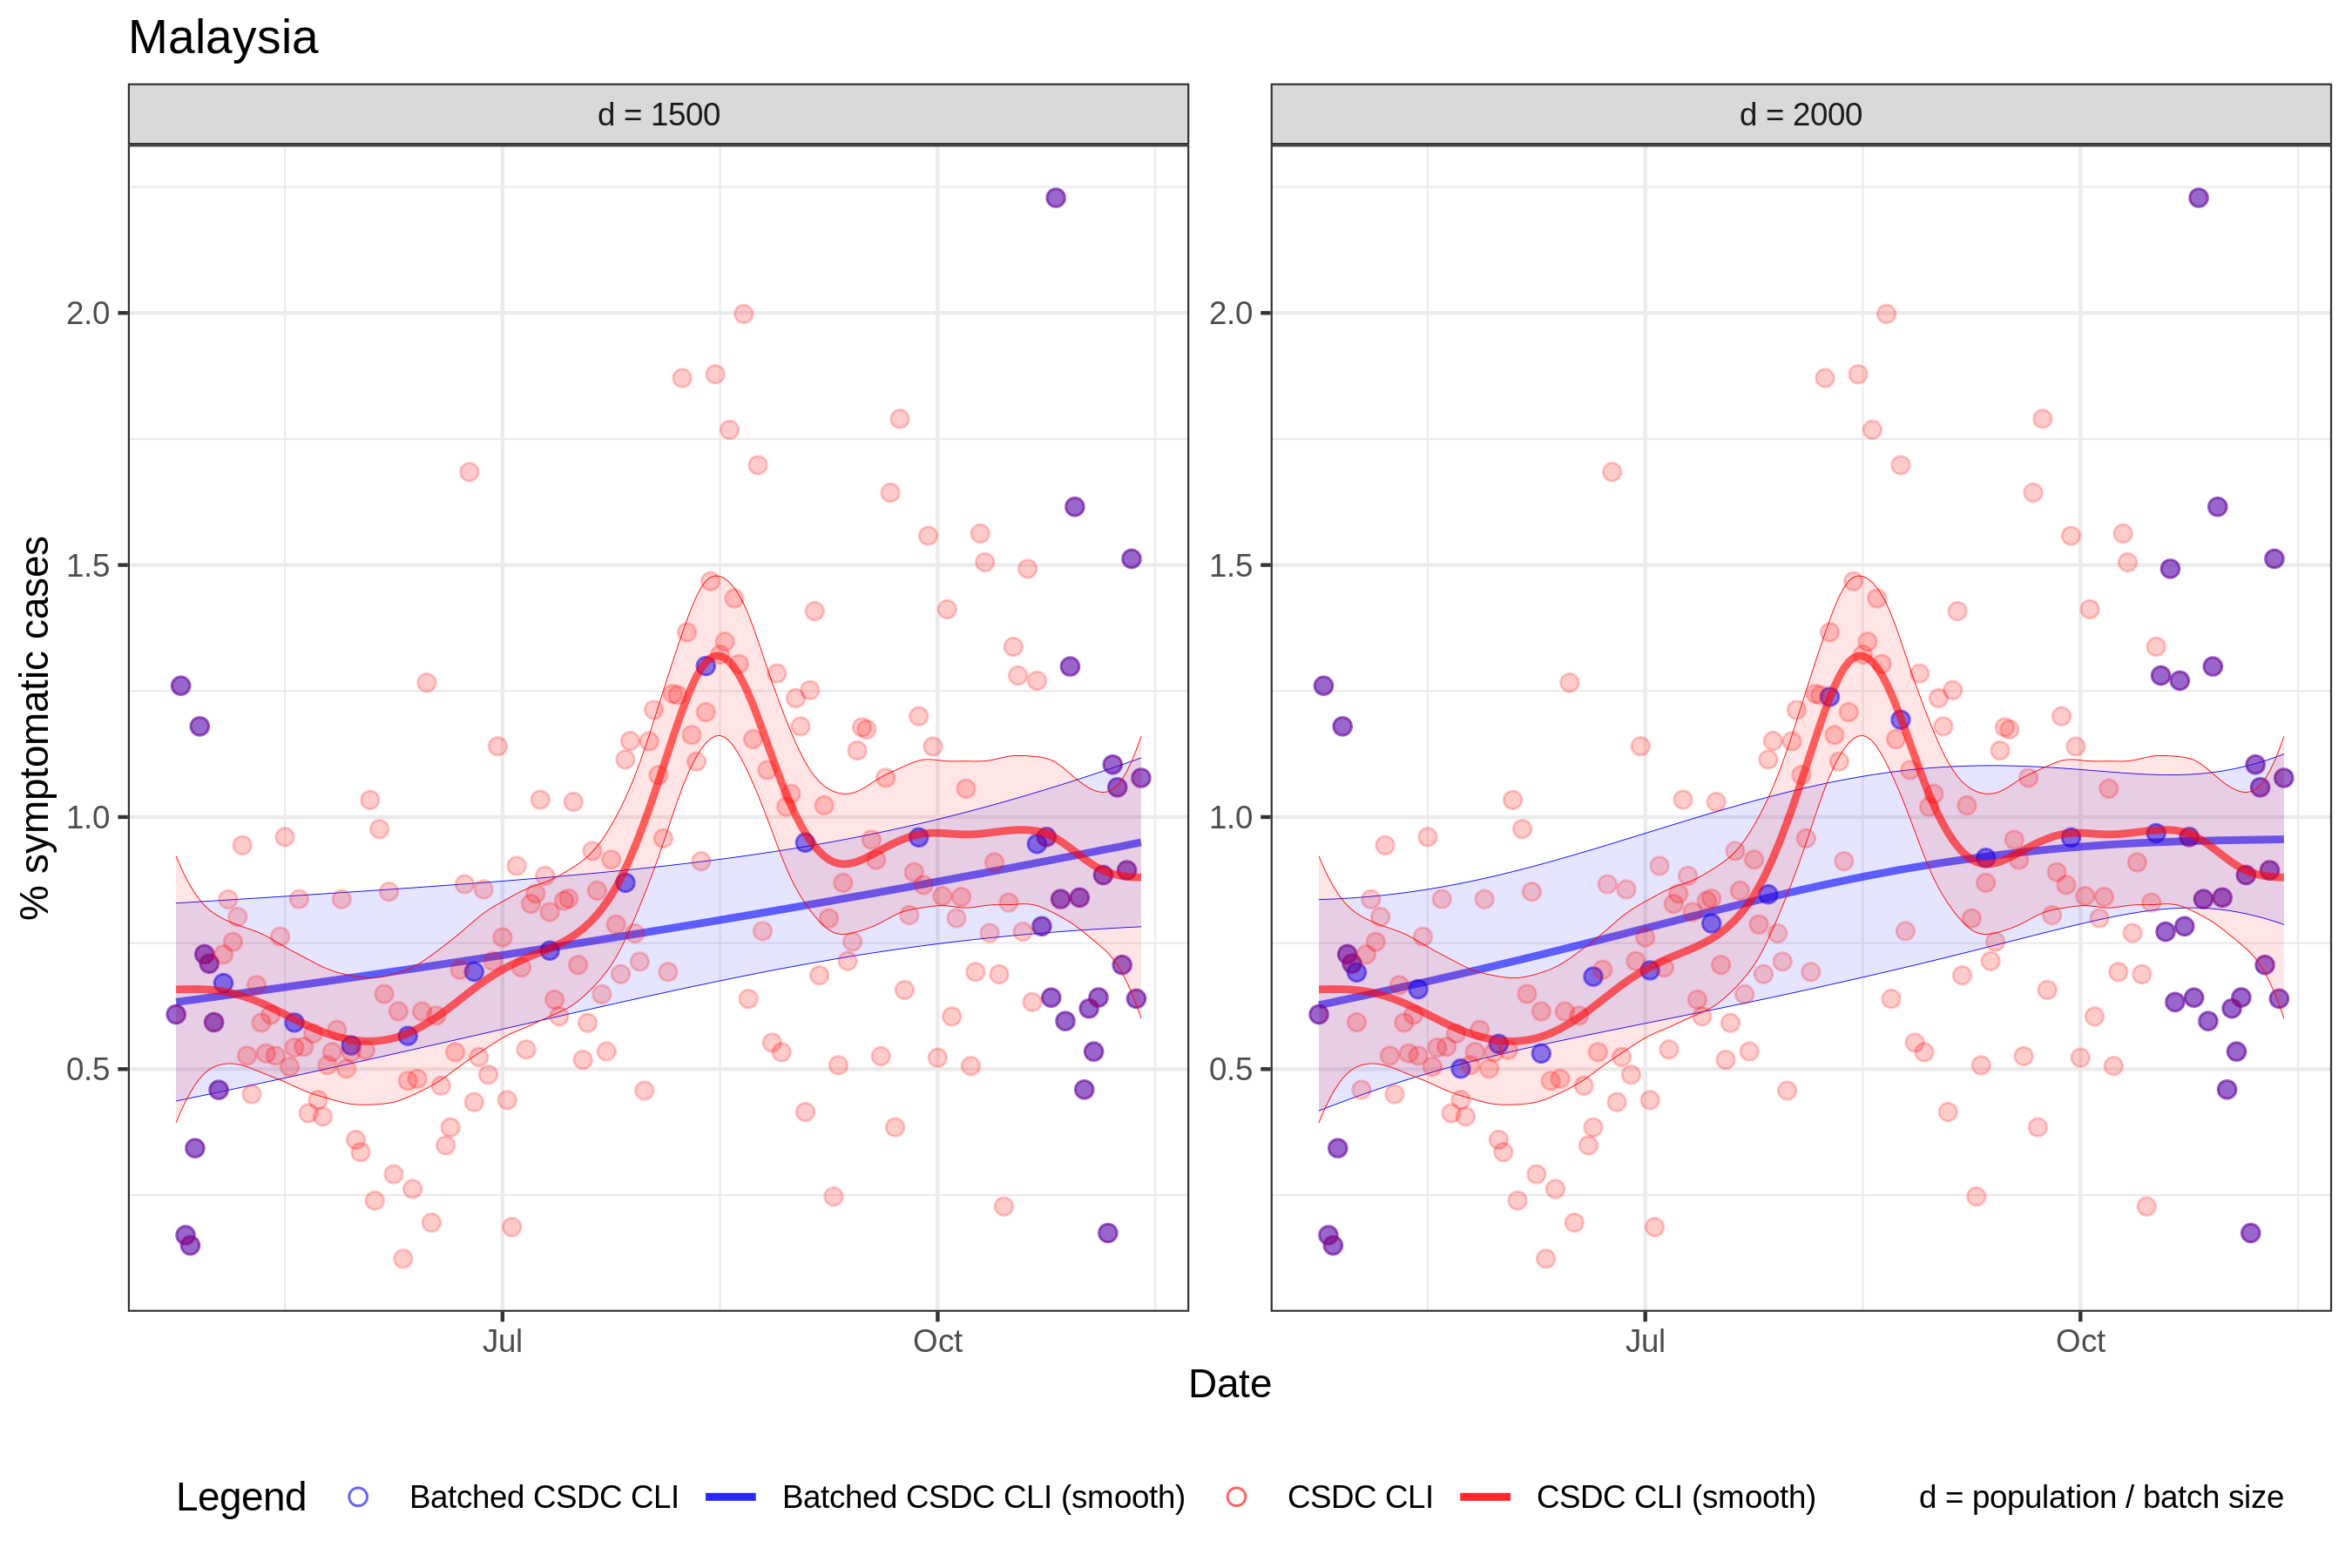 Malaysia
d = 1500
d = 2000
% symptomatic cases
2.0
1.5
1.0
0.5
2.0
1.5
1.0
0.5
Jul
Oct
Jul
Oct
Date
Legend
Batched CSDC CLI
Batched CSDC CLI (smooth)
CSDC CLI
CSDC CLI (smooth)
d = population / batch size